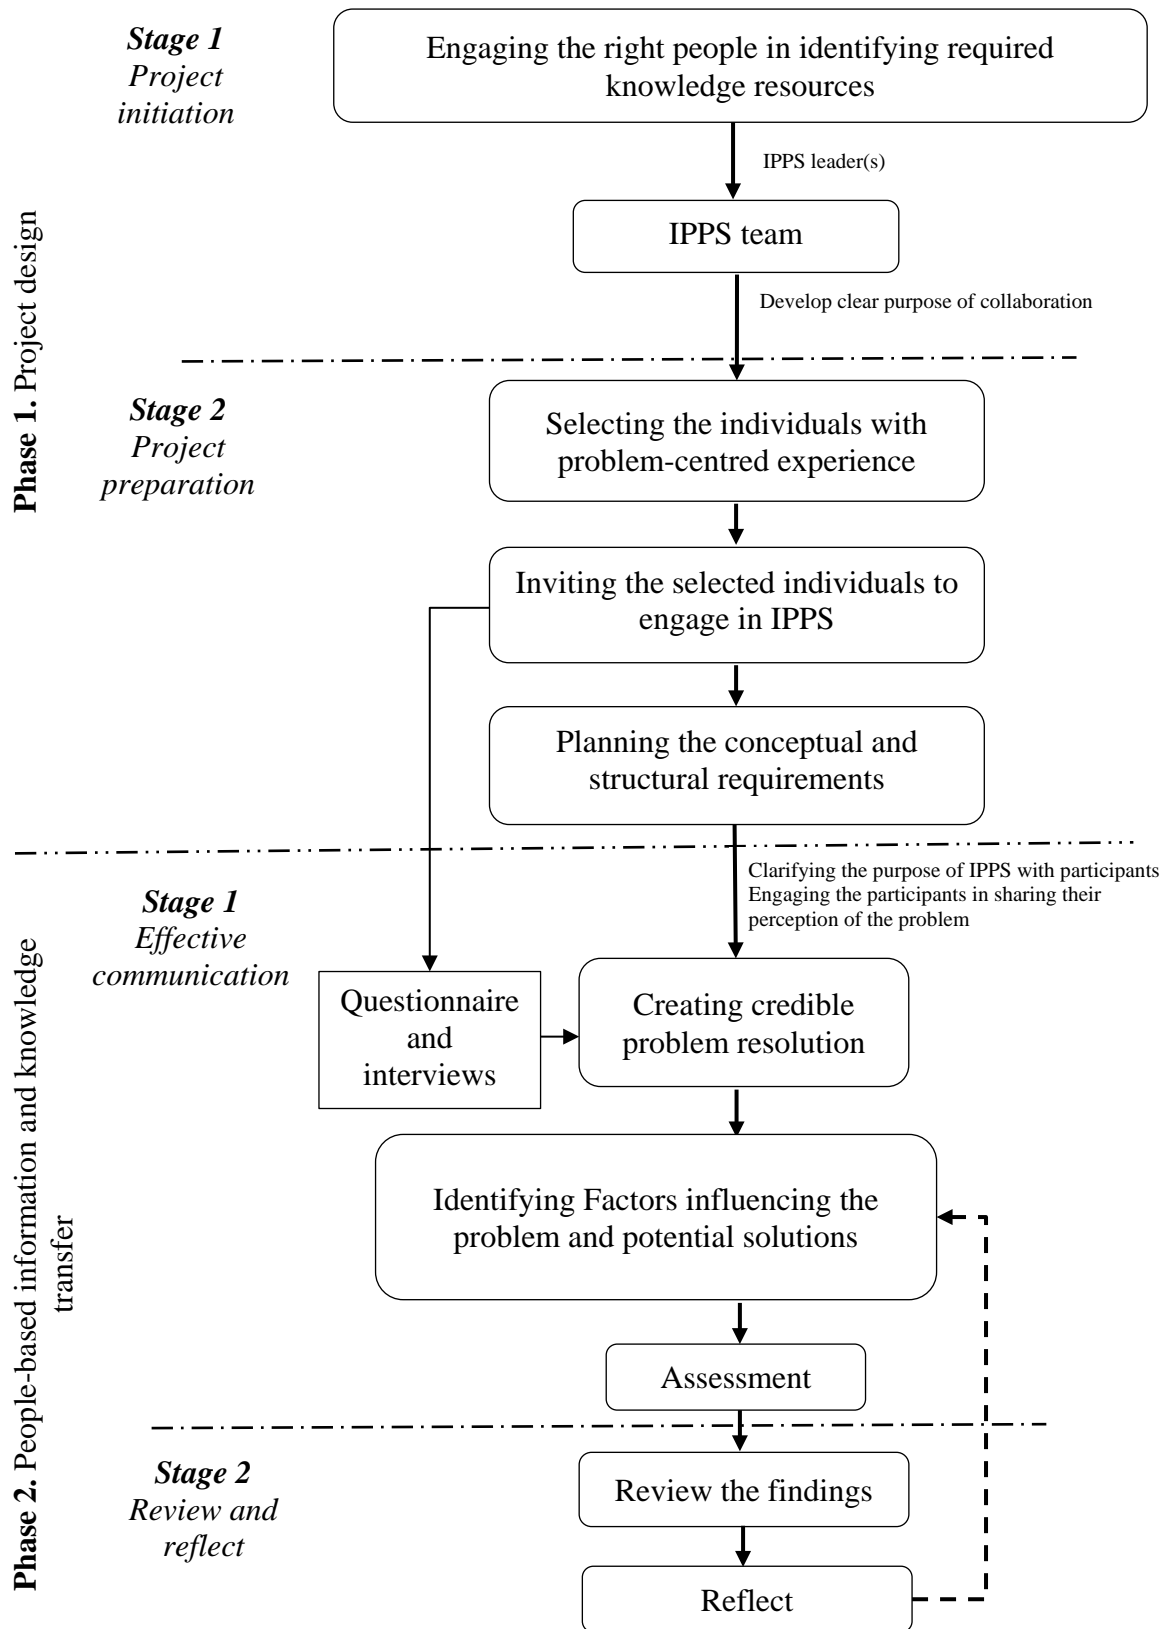 Stage 1
Project
initiation
Engaging the right people in identifying required
knowledge resources
IPPS leader(s)
IPPS team
Develop clear purpose of collaboration
Phase 1. Project design
Stage 2
Project
preparation
Selecting the individuals with
problem-centred experience
Inviting the selected individuals to
engage in IPPS
Planning the conceptual and
structural requirements
Clarifying the purpose of IPPS with participants
Engaging the participants in sharing their
perception of the problem
Phase 2. People-based information and knowledge
transfer
Stage 1
Effective
communication
Questionnaire
and
interviews
Creating credible
problem resolution
Identifying Factors influencing the
problem and potential solutions
Assessment
Stage 2
Review and
reflect
Review the findings
Reflect